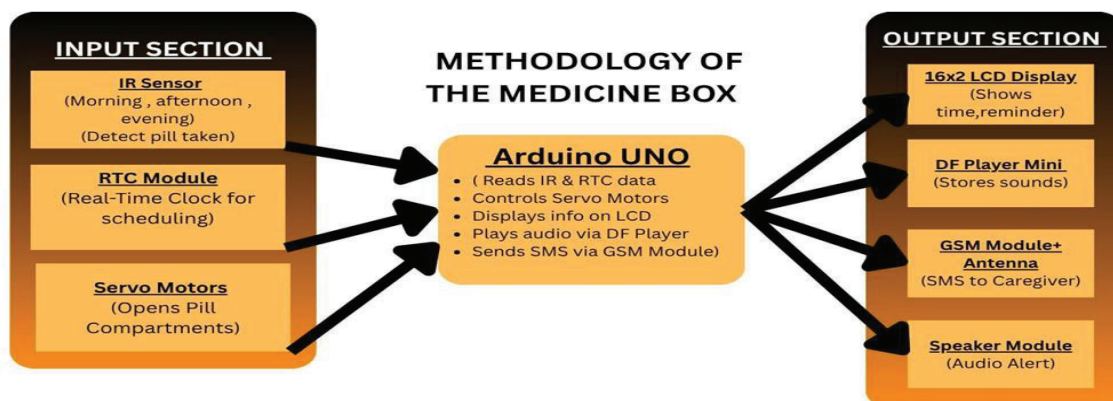 INPUT SECTION
IR Sensor
(Morning , afternoon ,
evening)
(Detect pill taken)
RTC Module
(Real-Time Clock for
scheduling)
Servo Motors
(Opens Pill
Compartments)
METHODOLOGY OF
THE MEDICINE BOX
Arduino UNO
• ( Reads IR & RTC data
• Controls Servo Motors
• Displays info on LCD
• Plays audio via DF Player
• Sends SMS via GSM Module)
OUTPUT SECTION
16x2 LCD Display
(Shows
time,reminder)
DF Player Mini
(Stores sounds)
GSM Module+
Antenna
(SMS to Caregiver)
Speaker Module
(Audio Alert)